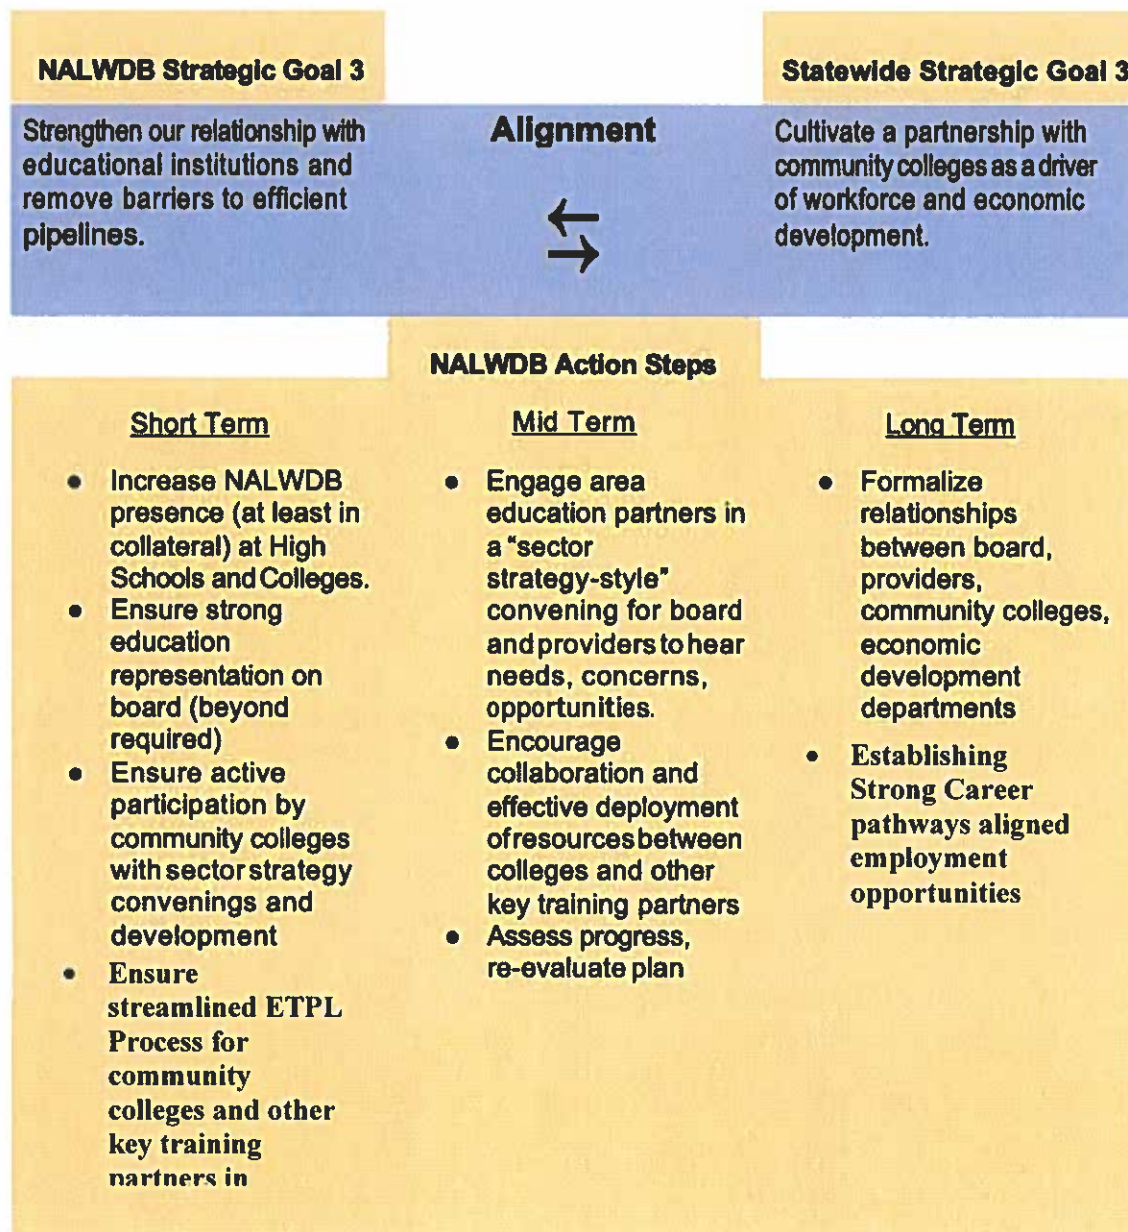 NALWDB Strategic Goal 3
Statewide Strategic Goal 3
Strengthen our relationship with
educational institutions and
remove barriers to efficient
pipelines.
Alignment
←
→
Cultivate a partnership with
community colleges as a driver
of workforce and economic
development.
NALWDB Action Steps
Short Term
• Increase NALWDB
presence (at least in
collateral) at High
Schools and Colleges.
• Ensure strong
education
representation on
board (beyond
required)
• Ensure active
participation by
community colleges
with sector strategy
convenings and
development
• Ensure
streamlined ETPL
Process for
community
colleges and other
key training
partners in
Mid Term
• Engage area
education partners in
a “sector
strategy-style”
convening for board
and providers to hear
needs, concerns,
opportunities.
• Encourage
collaboration and
effective deployment
of resources between
colleges and other
key training partners
• Assess progress,
re-evaluate plan
Long Term
• Formalize
relationships
between board,
providers,
community colleges,
economic
development
departments
• Establishing
Strong Career
pathways aligned
employment
opportunities